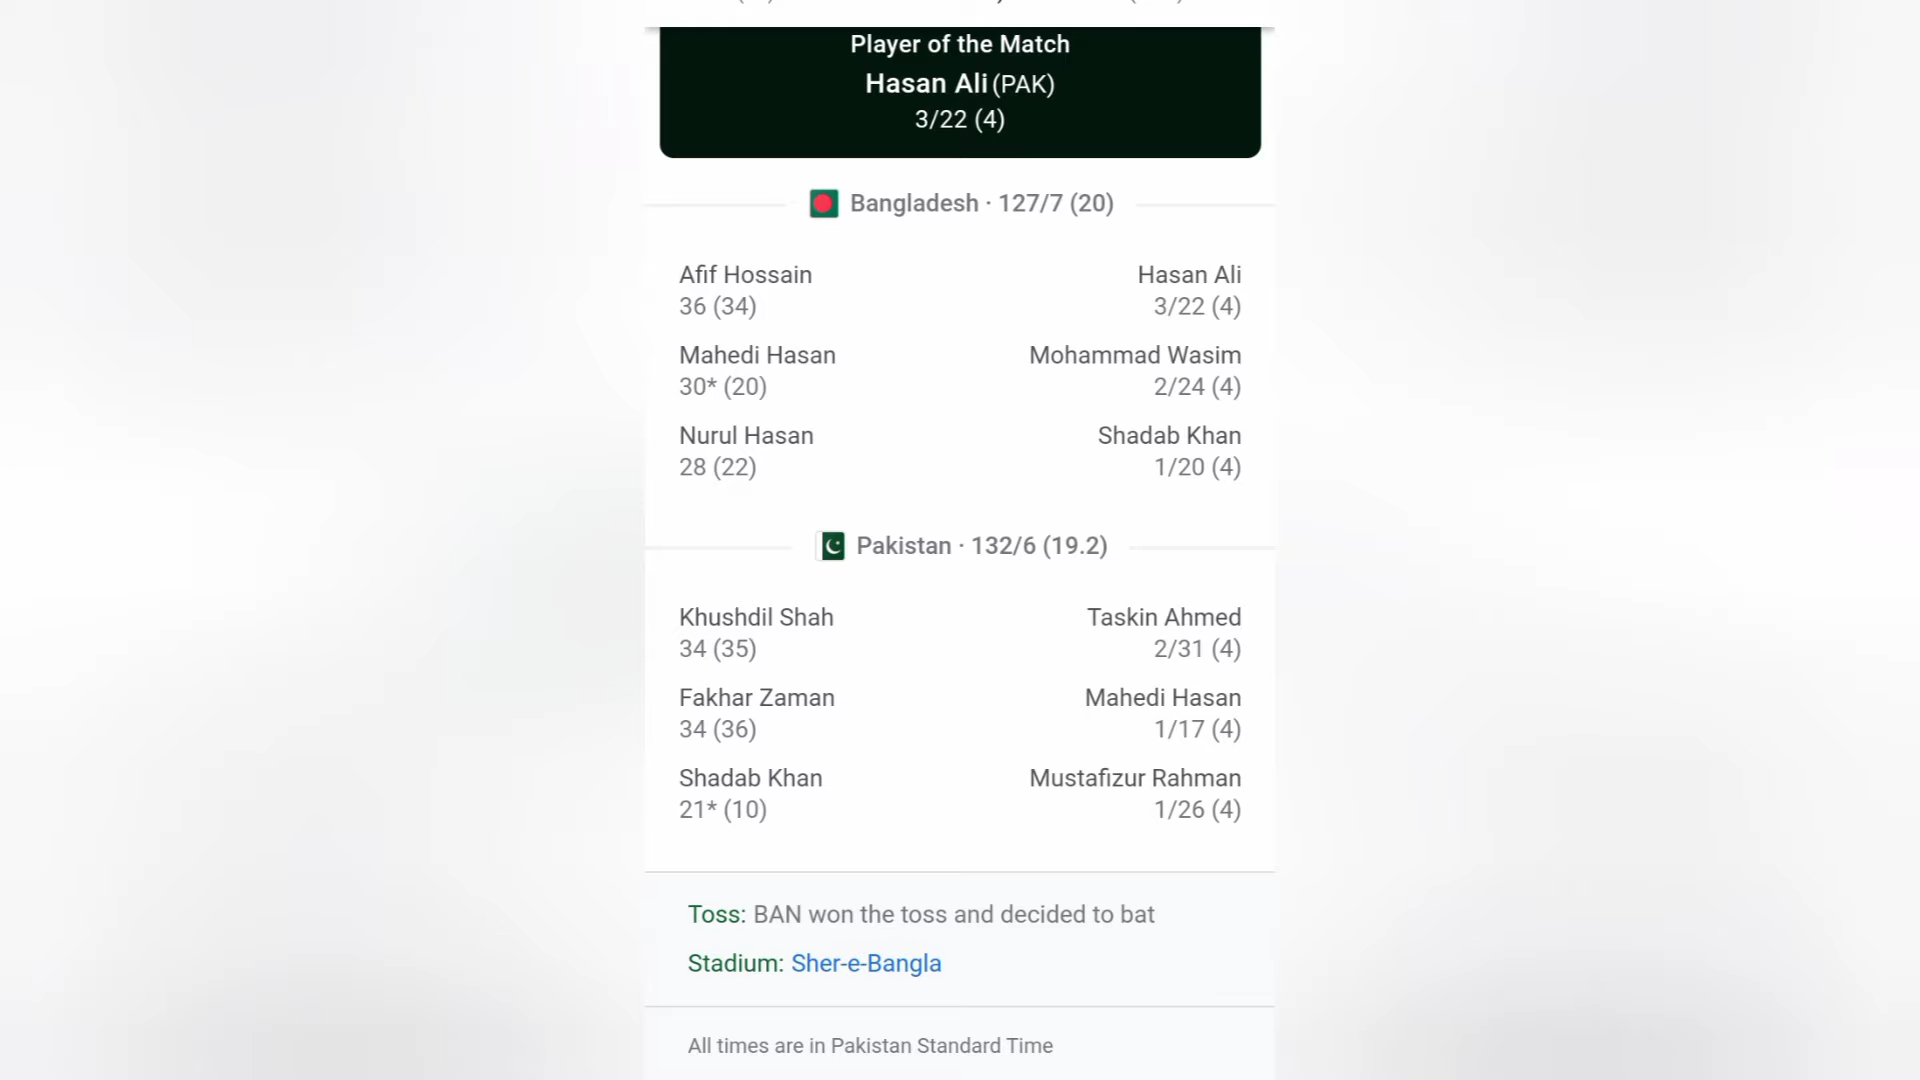 Player of the Match
Hasan Ali (PAK)
3/22 (4)
Bangladesh · 127/7 (20)
Afif Hossain Hasan Ali
36 (34) 3/22 (4)
Mahedi Hasan Mohammad Wasim
30* (20) 2/24 (4)
Nurul Hasan Shadab Khan
28 (22) 1/20 (4)
Pakistan · 132/6 (19.2)
Khushdil Shah Taskin Ahmed
34 (35) 2/31 (4)
Fakhar Zaman Mahedi Hasan
34 (36) 1/17 (4)
Shadab Khan Mustafizur Rahman
21* (10) 1/26 (4)
Toss: BAN won the toss and decided to bat
Stadium: Sher-e-Bangla
All times are in Pakistan Standard Time